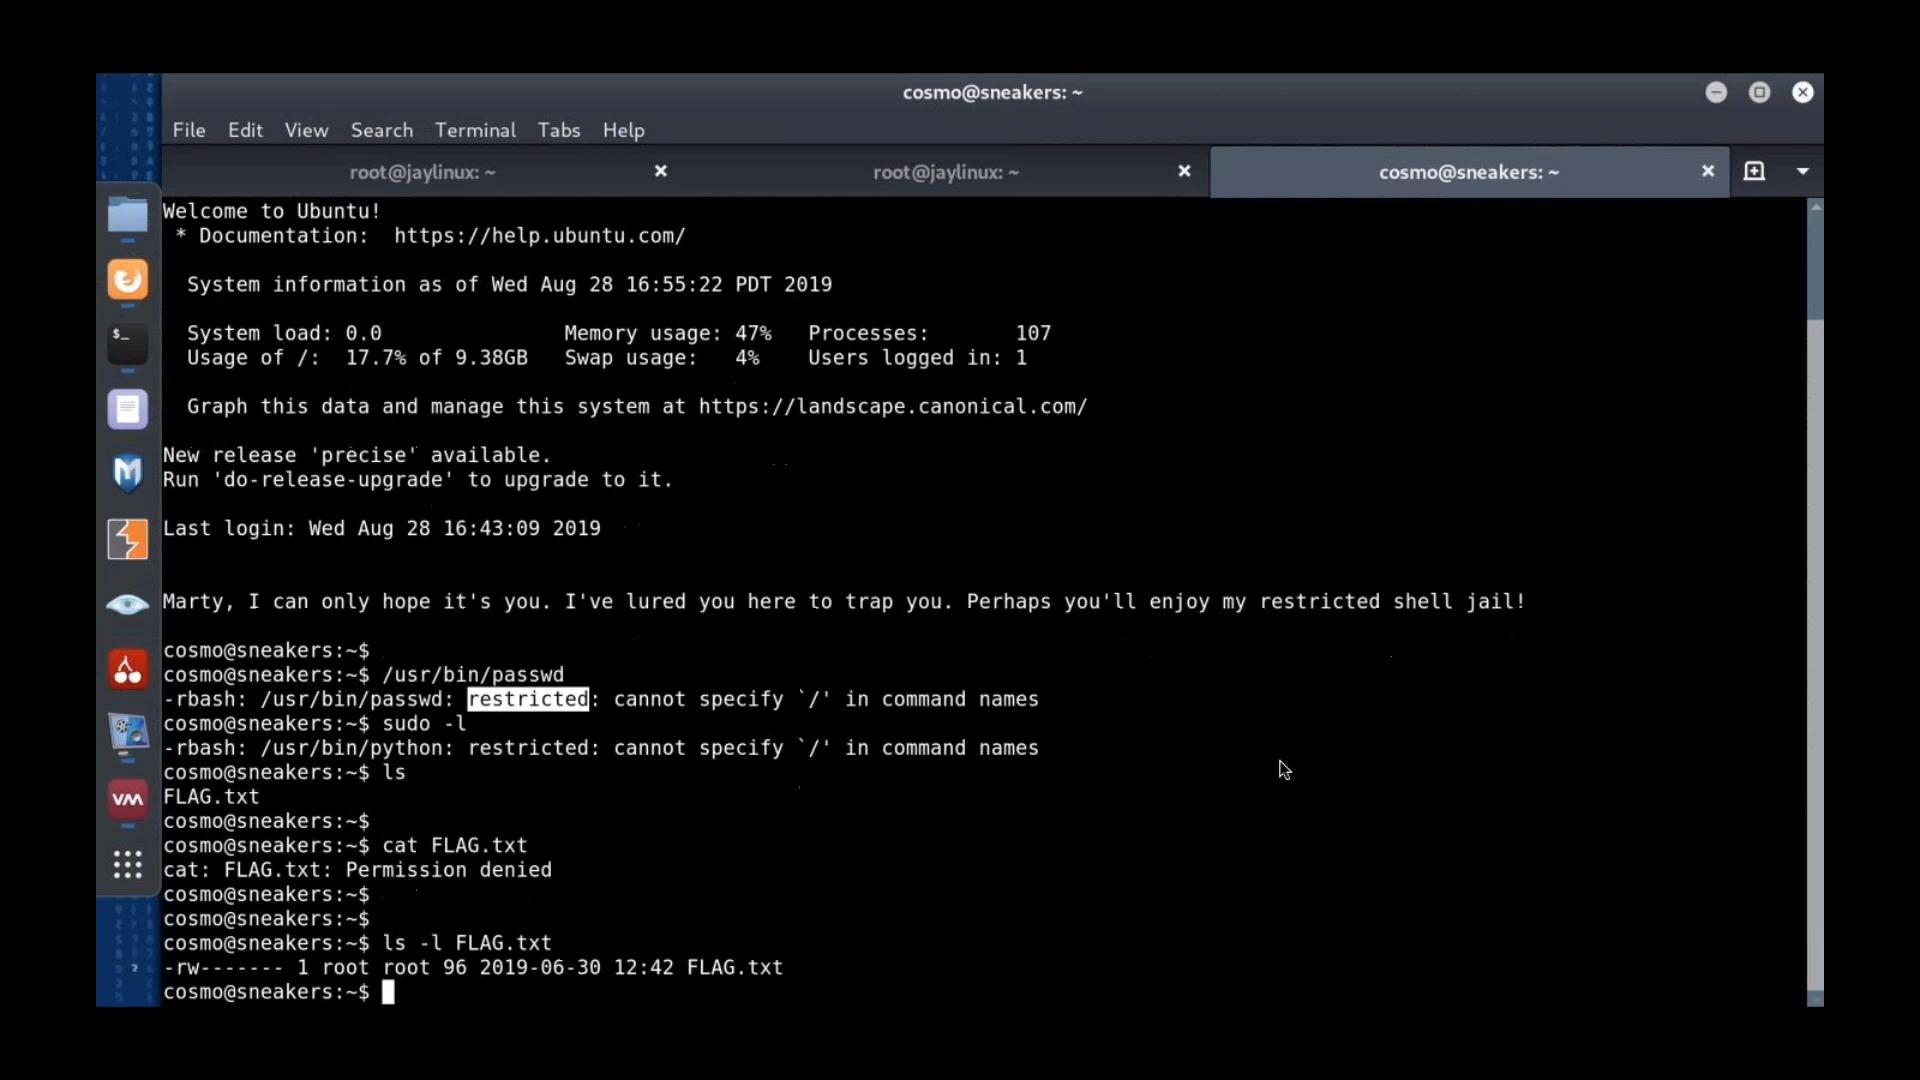 cosmo@sneakers: ~
File Edit View Search Terminal Tabs Help
root@jaylinux: ~ root@jaylinux: ~ cosmo@sneakers: ~
Welcome to Ubuntu!
* Documentation: https://help.ubuntu.com/
System information as of Wed Aug 28 16:55:22 PDT 2019
System load: 0.0 Memory usage: 47% Processes: 107
Usage of /: 17.7% of 9.38GB Swap usage: 4% Users logged in: 1
Graph this data and manage this system at https://landscape.canonical.com/
New release 'precise' available.
Run 'do-release-upgrade' to upgrade to it.
Last login: Wed Aug 28 16:43:09 2019
Marty, I can only hope it's you. I've lured you here to trap you. Perhaps you'll enjoy my restricted shell jail!
cosmo@sneakers:~$
cosmo@sneakers:~$ /usr/bin/passwd
-rbash: /usr/bin/passwd: restricted: cannot specify `/' in command names
cosmo@sneakers:~$ sudo -l
-rbash: /usr/bin/python: restricted: cannot specify `/' in command names
cosmo@sneakers:~$ ls
FLAG.txt
cosmo@sneakers:~$
cosmo@sneakers:~$ cat FLAG.txt
cat: FLAG.txt: Permission denied
cosmo@sneakers:~$
cosmo@sneakers:~$
cosmo@sneakers:~$ ls -l FLAG.txt
-rw------- 1 root root 96 2019-06-30 12:42 FLAG.txt
cosmo@sneakers:~$
$_
M
vm